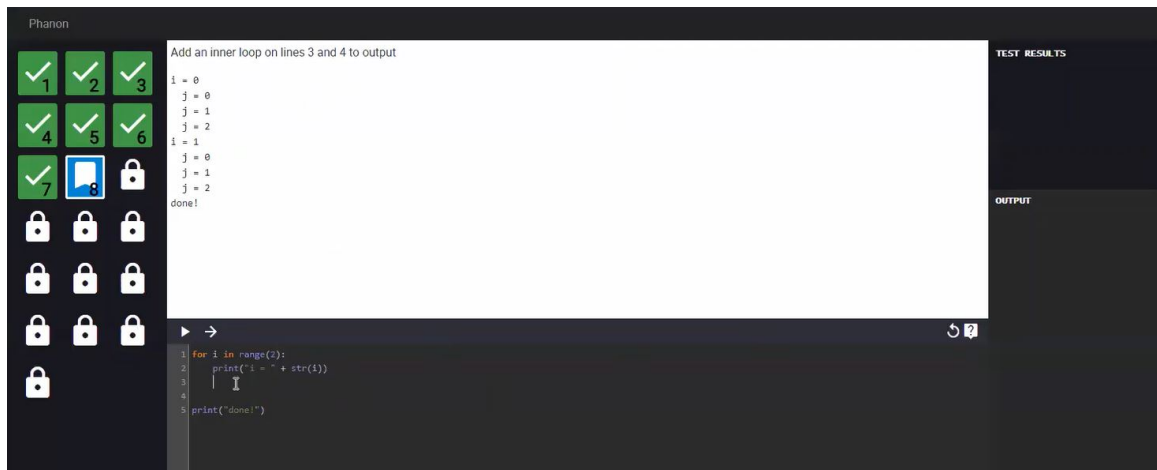 Phanon
1
2
3
4
5
6
7
8
Add an inner loop on lines 3 and 4 to output
i = 0
  j = 0
  j = 1
  j = 2
i = 1
  j = 0
  j = 1
  j = 2
done!
TEST RESULTS
OUTPUT
?
1 for i in range(2):
2     print("i = " + str(i))
3
4
5 print("done!")